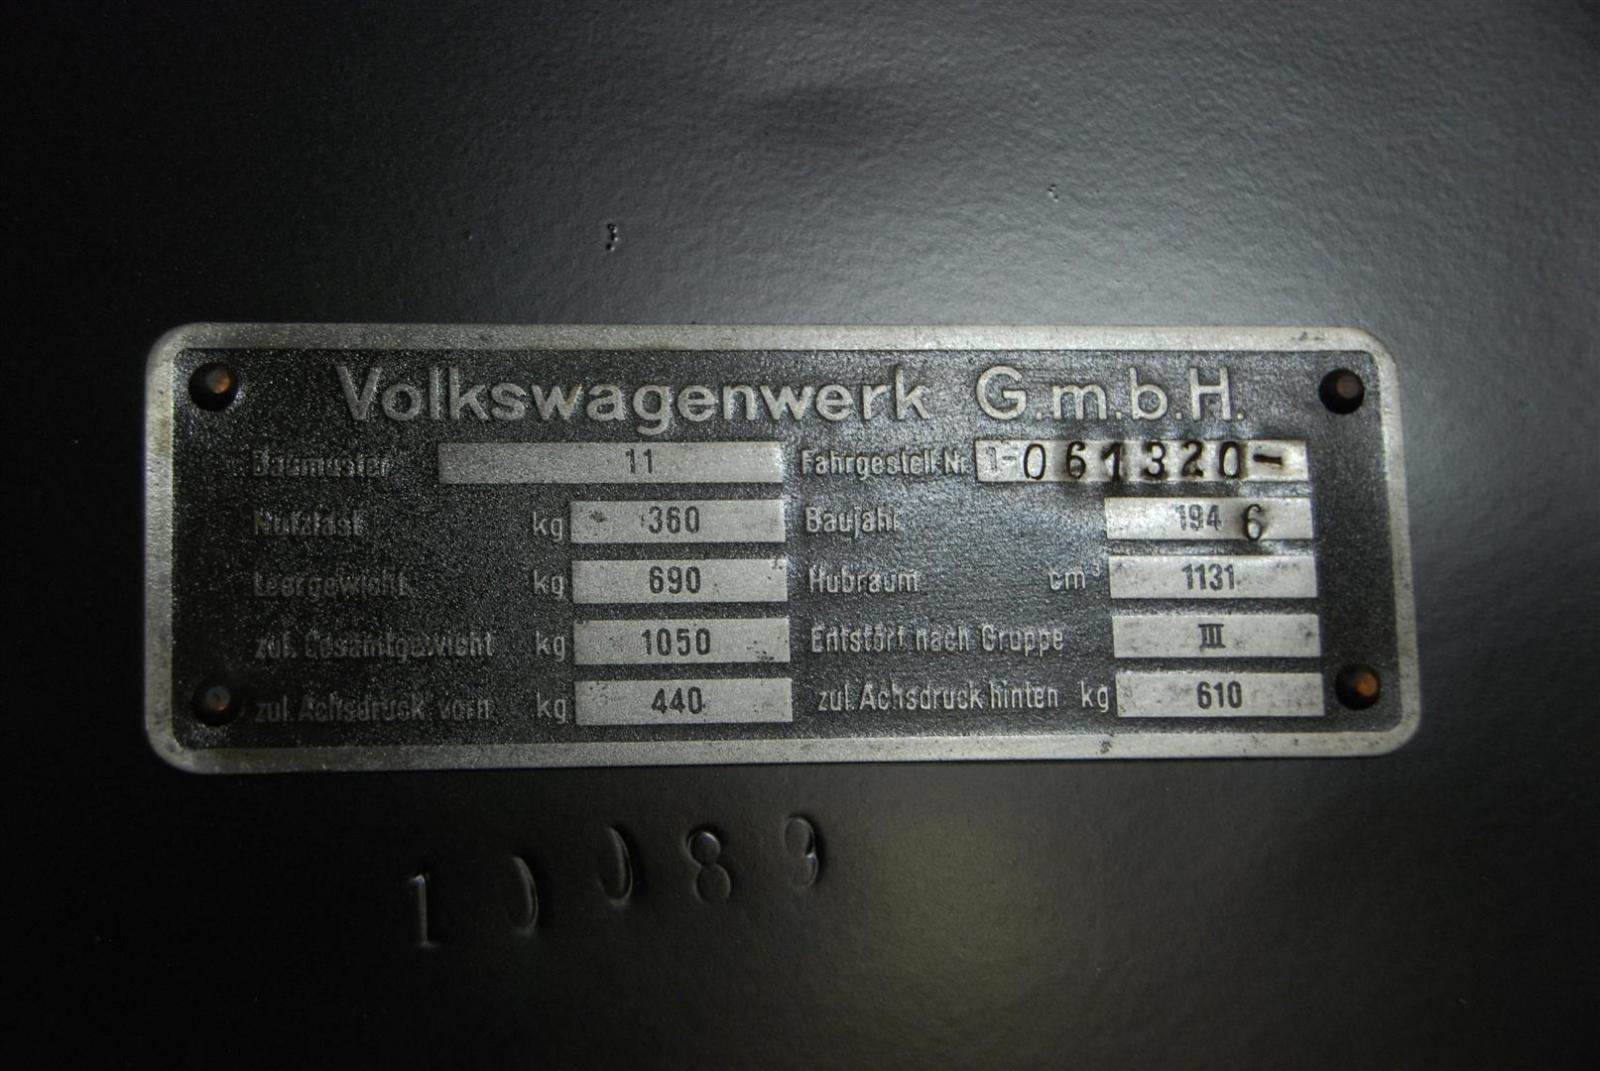 Volkswagenwerk G.m.b.H.
Baumuster 11 Fahrgestell Nr. 1-061320-
Nutzlast kg 360 Baujahr 1946
Leergewicht kg 690 Hubraum cm³ 1131
zul. Gesamtgewicht kg 1050 Entstört nach Gruppe III
zul. Achsdruck vorn kg 440 zul. Achsdruck hinten kg 610
10089